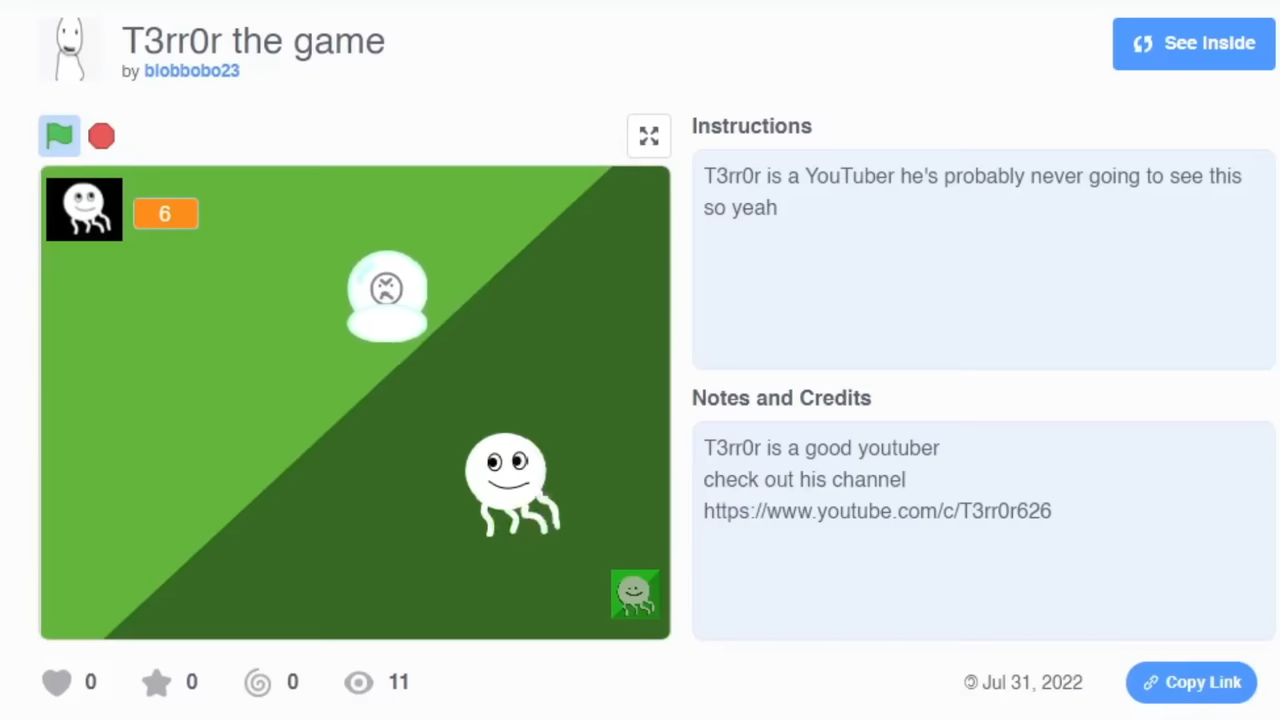 T3rr0r the game
by blobbobo23
See inside
Instructions
T3rr0r is a YouTuber he's probably never going to see this
so yeah
6
Notes and Credits
T3rr0r is a good youtuber
check out his channel
https://www.youtube.com/c/T3rr0r626
0
0
0
11
Jul 31, 2022
Copy Link